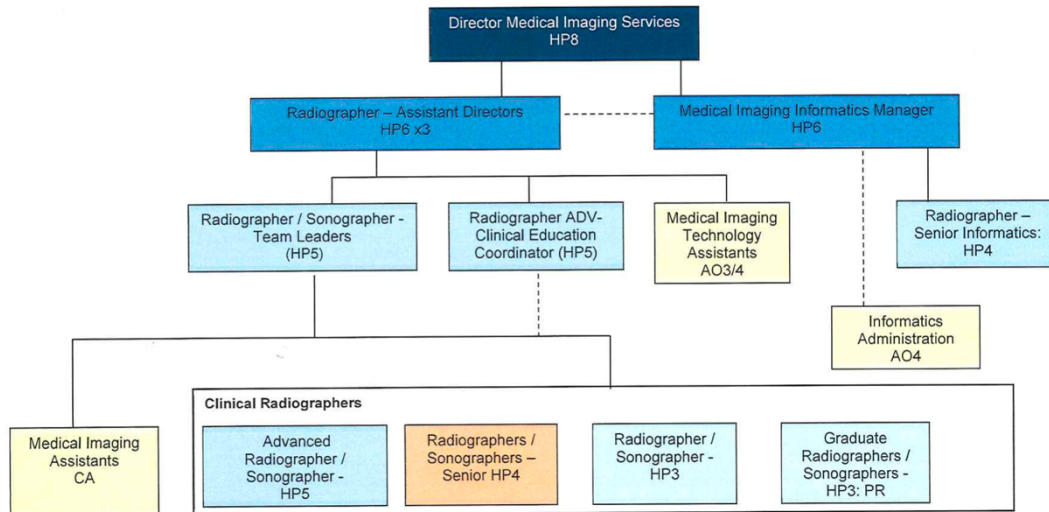 Director Medical Imaging Services
HP8
Radiographer – Assistant Directors
HP6 x3
Medical Imaging Informatics Manager
HP6
Radiographer / Sonographer -
Team Leaders
(HP5)
Radiographer ADV-
Clinical Education
Coordinator (HP5)
Medical Imaging
Technology
Assistants
AO3/4
Radiographer –
Senior Informatics:
HP4
Informatics
Administration
AO4
Clinical Radiographers
Medical Imaging
Assistants
CA
Advanced
Radiographer /
Sonographer -
HP5
Radiographers /
Sonographers –
Senior HP4
Radiographer /
Sonographer -
HP3
Graduate
Radiographers /
Sonographers -
HP3: PR